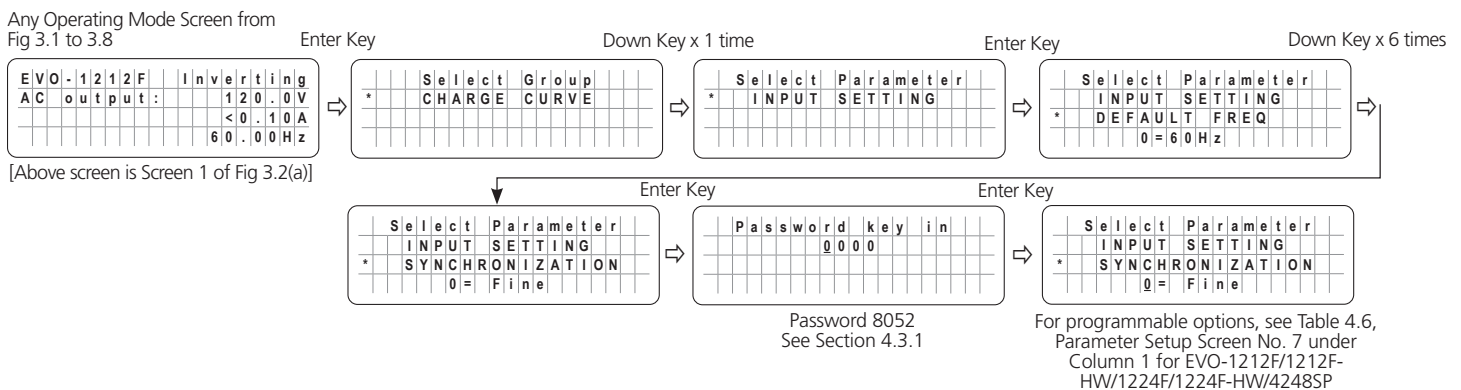 Any Operating Mode Screen from
Fig 3.1 to 3.8
Enter Key
Down Key x 1 time
Enter Key
Down Key x 6 times
EVO-1212F Inverting
AC output: 120.0V
<0.10A
60.00Hz
[Above screen is Screen 1 of Fig 3.2(a)]
Select Group
* CHARGE CURVE
Select Parameter
* INPUT SETTING
Select Parameter
INPUT SETTING
* DEFAULT FREQ
0=60Hz
Enter Key
Enter Key
Select Parameter
INPUT SETTING
* SYNCHRONIZATION
0= Fine
Password key in
0000
Password 8052
See Section 4.3.1
Select Parameter
INPUT SETTING
* SYNCHRONIZATION
0= Fine
For programmable options, see Table 4.6,
Parameter Setup Screen No. 7 under
Column 1 for EVO-1212F/1212F-
HW/1224F/1224F-HW/4248SP